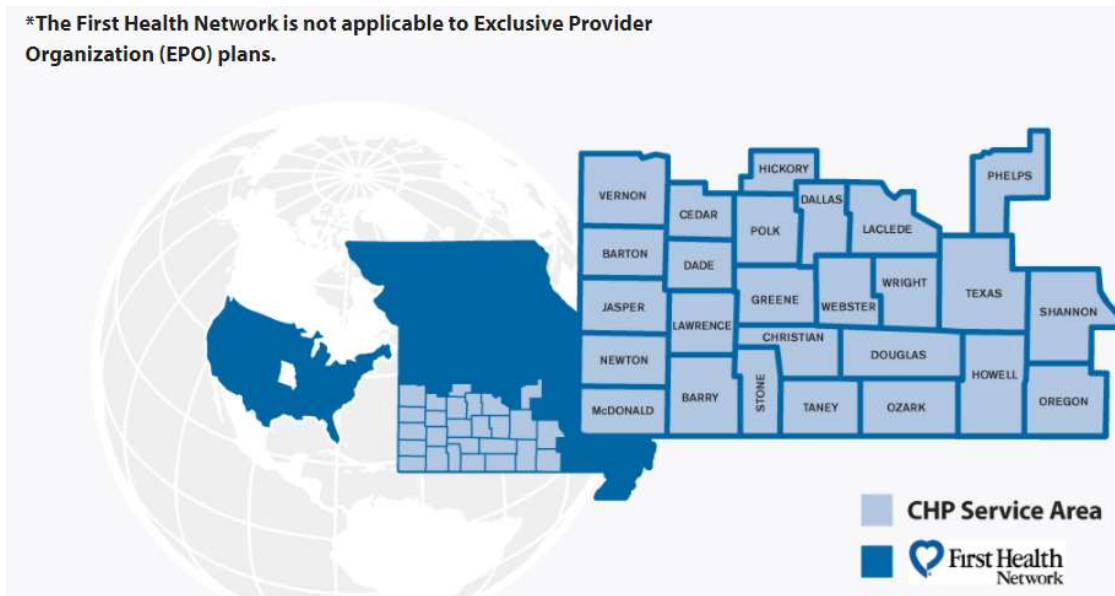 *The First Health Network is not applicable to Exclusive Provider
Organization (EPO) plans.
HICKORY
PHELPS
VERNON
DALLAS
CEDAR
POLK
LACLEDE
BARTON
DADE
WRIGHT
TEXAS
JASPER
GREENE
WEBSTER
SHANNON
LAWRENCE
CHRISTIAN
NEWTON
DOUGLAS
HOWELL
McDONALD
BARRY
STONE
TANEY
OZARK
OREGON
CHP Service Area
First Health
Network